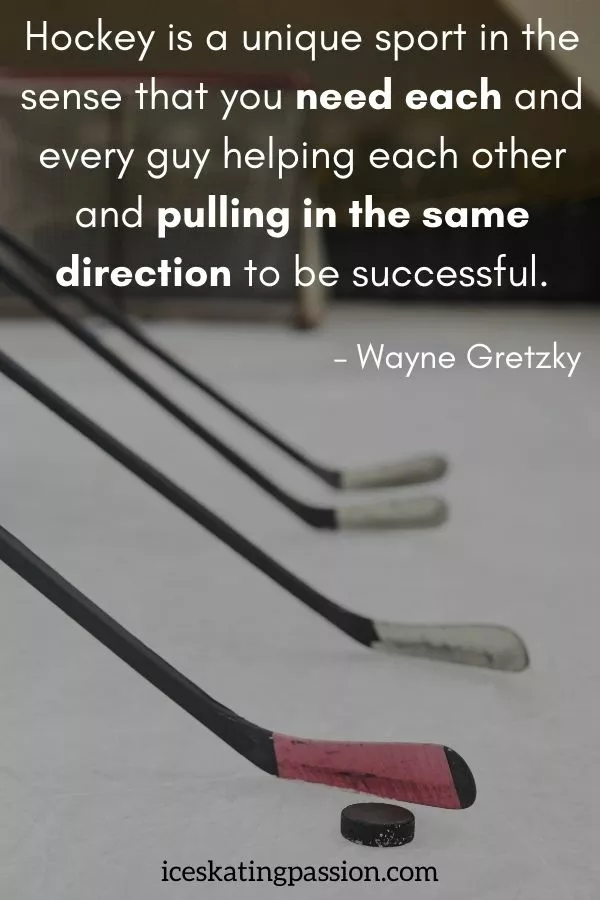 Hockey is a unique sport in the
sense that you need each and
every guy helping each other
and pulling in the same
direction to be successful.
– Wayne Gretzky
iceskatingpassion.com